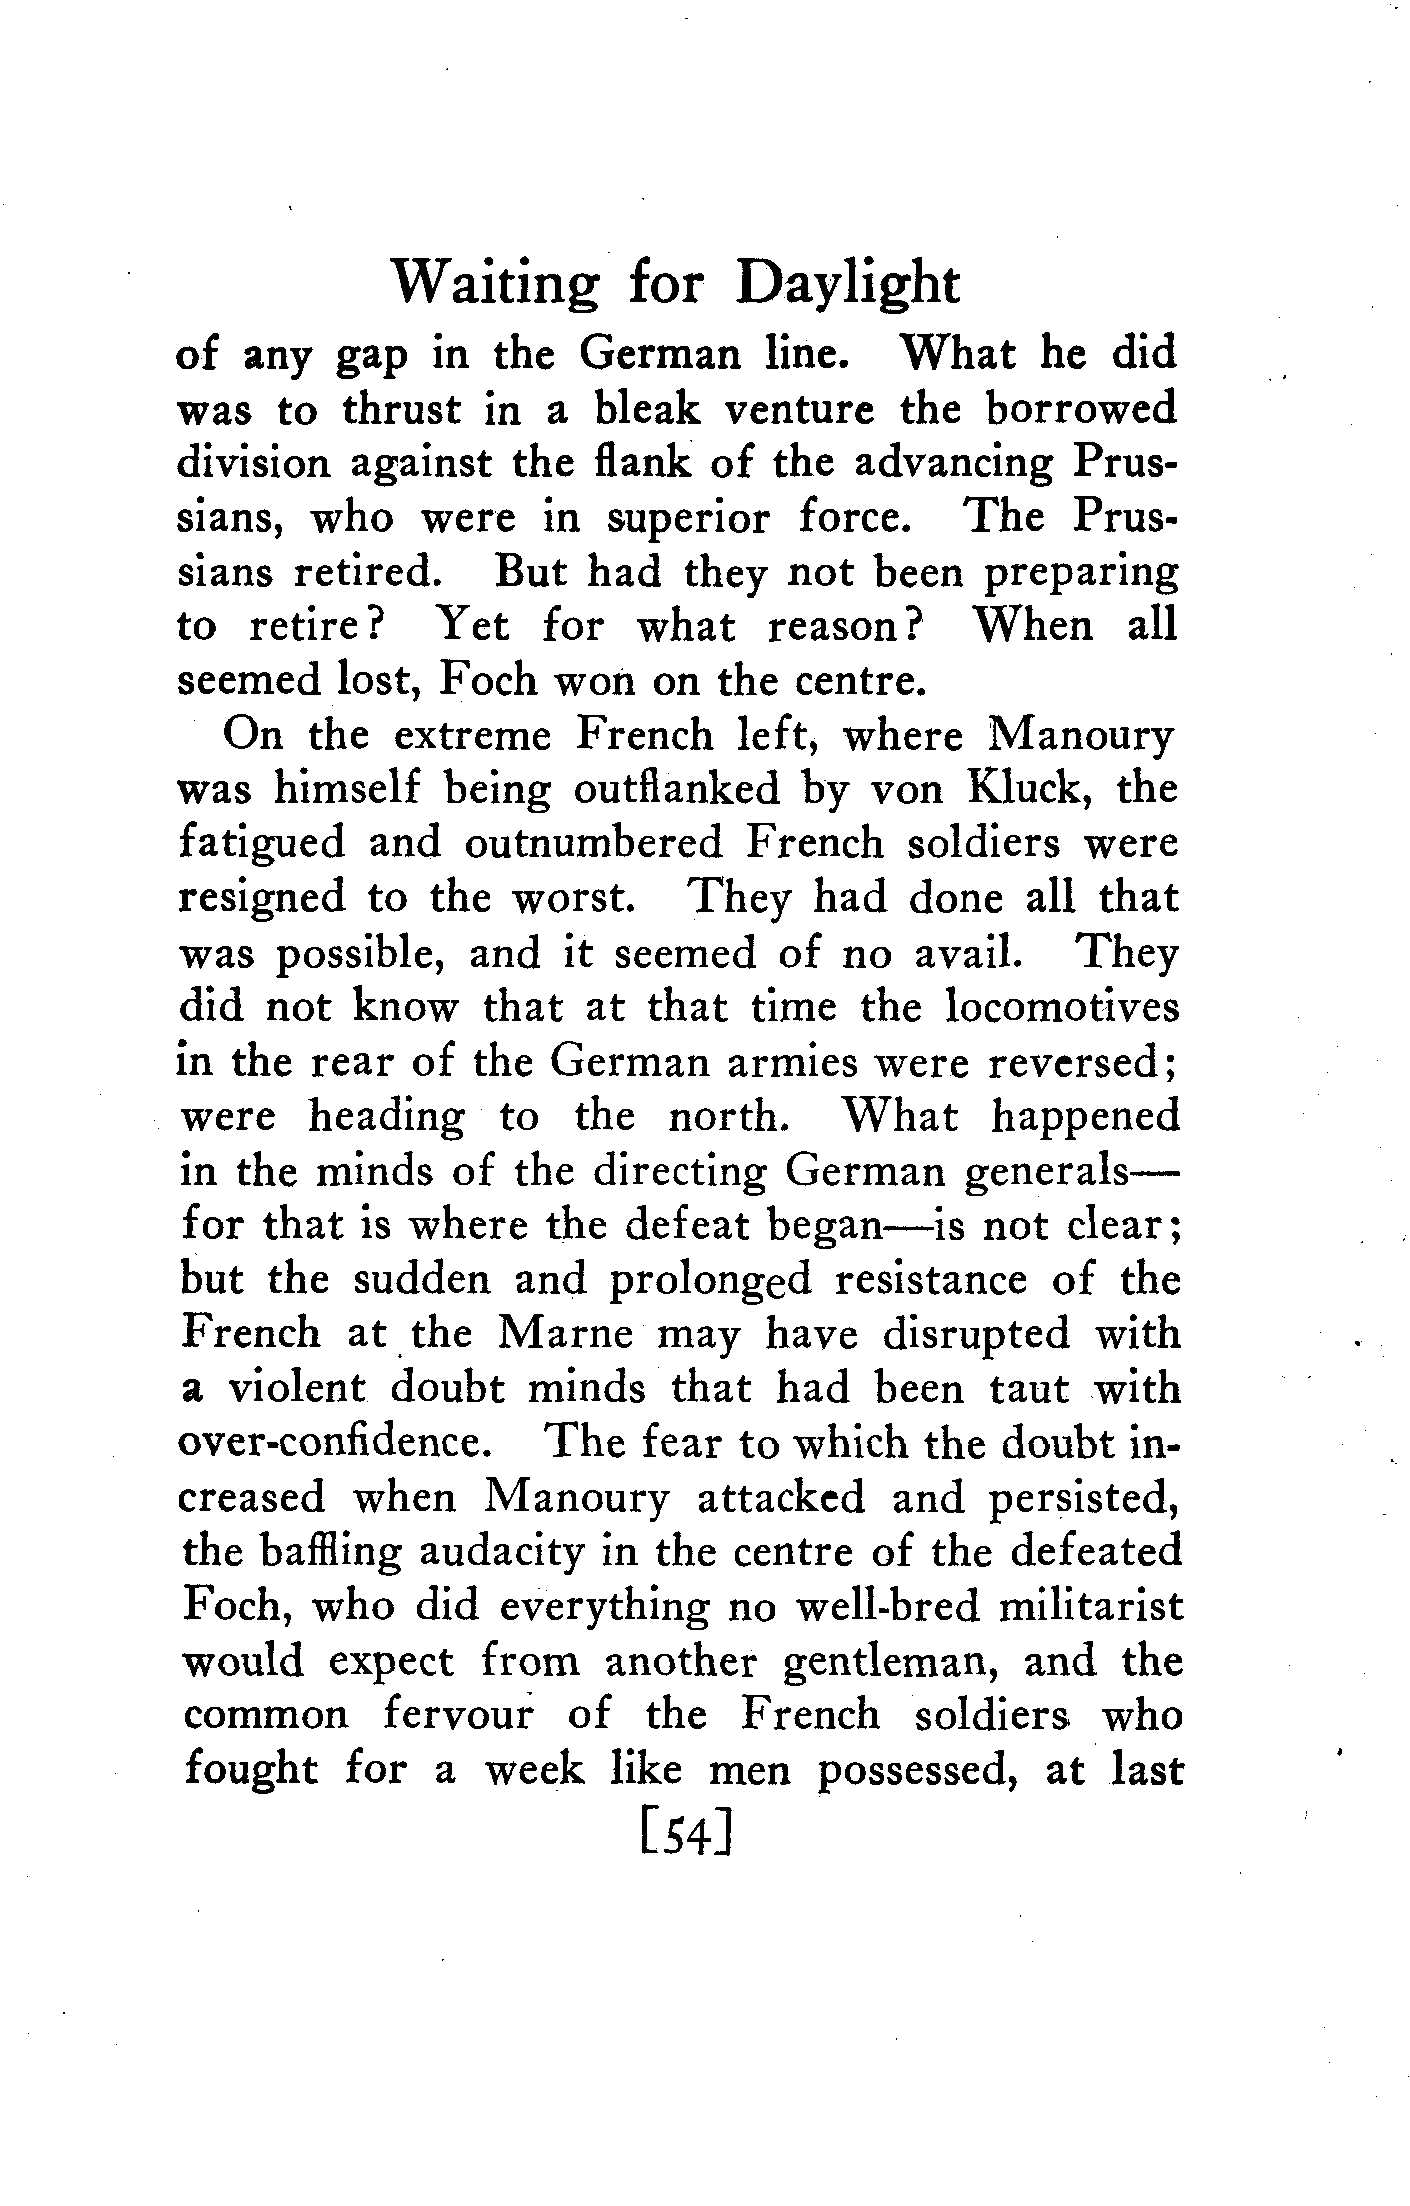 Waiting for Daylight
of any gap in the German line. What he did
was to thrust in a bleak venture the borrowed
division against the flank of the advancing Prus-
sians, who were in superior force. The Prus-
sians retired. But had they not been preparing
to retire? Yet for what reason? When all
seemed lost, Foch won on the centre.
On the extreme French left, where Manoury
was himself being outflanked by von Kluck, the
fatigued and outnumbered French soldiers were
resigned to the worst. They had done all that
was possible, and it seemed of no avail. They
did not know that at that time the locomotives
in the rear of the German armies were reversed;
were heading to the north. What happened
in the minds of the directing German generals—
for that is where the defeat began—is not clear;
but the sudden and prolonged resistance of the
French at the Marne may have disrupted with
a violent doubt minds that had been taut with
over-confidence. The fear to which the doubt in-
creased when Manoury attacked and persisted,
the baffling audacity in the centre of the defeated
Foch, who did everything no well-bred militarist
would expect from another gentleman, and the
common fervour of the French soldiers who
fought for a week like men possessed, at last
[54]